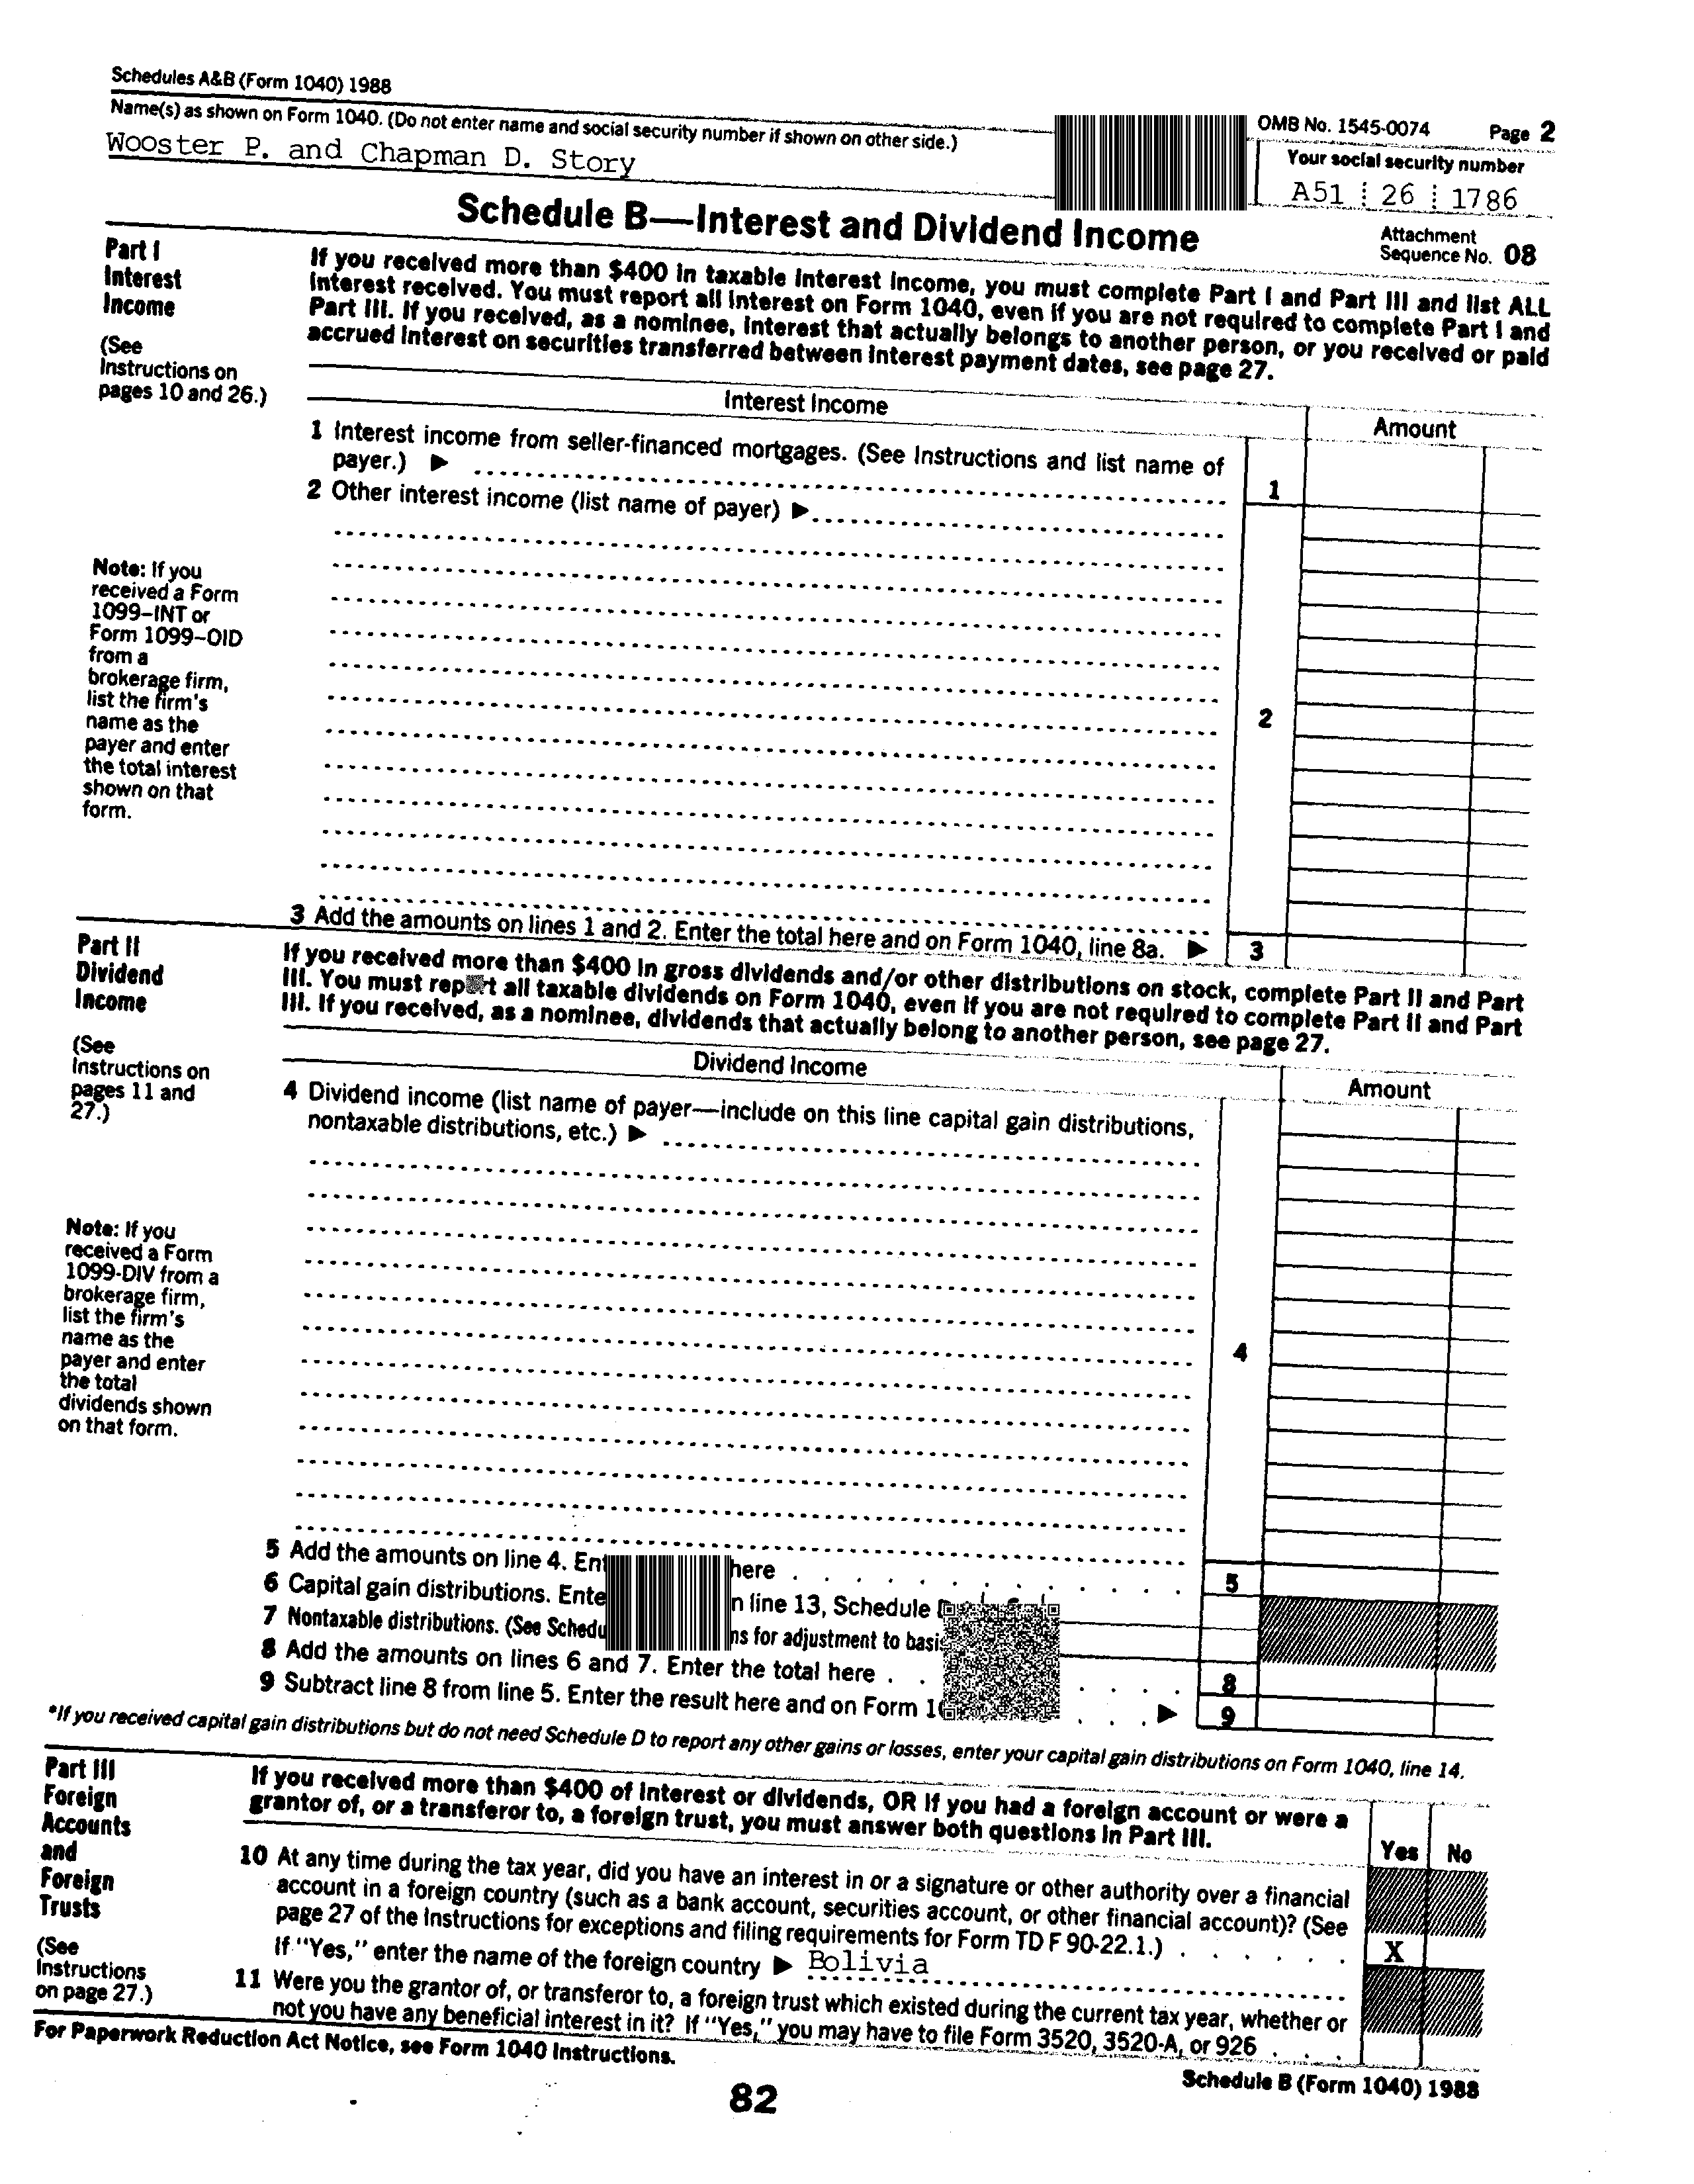 Schedules A&B (Form 1040) 1988
OMB No. 1545-0074 Page 2
Name(s) as shown on Form 1040. (Do not enter name and social security number if shown on other side.)
Your social security number
Wooster P. and Chapman D. Story
A51 26 1786
Schedule B—Interest and Dividend Income
Attachment
Sequence No. 08
Part I
Interest
Income
(See
Instructions on
pages 10 and 26.)
If you received more than $400 in taxable interest income, you must complete Part I and Part III and list ALL
interest received. You must report all interest on Form 1040, even if you are not required to complete Part I and
Part III. If you received, as a nominee, interest that actually belongs to another person, or you received or paid
accrued interest on securities transferred between interest payment dates, see page 27.
Interest Income
Amount
1 Interest income from seller-financed mortgages. (See Instructions and list name of
payer.) ▶
1
2 Other interest income (list name of payer) ▶
Note: If you
received a Form
1099–INT or
Form 1099–OID
from a
brokerage firm,
list the firm's
name as the
payer and enter
the total interest
shown on that
form.
2
3 Add the amounts on lines 1 and 2. Enter the total here and on Form 1040, line 8a. ▶ 3
Part II
Dividend
Income
(See
Instructions on
pages 11 and
27.)
If you received more than $400 in gross dividends and/or other distributions on stock, complete Part II and Part
III. You must report all taxable dividends on Form 1040, even if you are not required to complete Part II and Part
III. If you received, as a nominee, dividends that actually belong to another person, see page 27.
Dividend Income
Amount
4 Dividend income (list name of payer—include on this line capital gain distributions,
nontaxable distributions, etc.) ▶
Note: If you
received a Form
1099-DIV from a
brokerage firm,
list the firm's
name as the
payer and enter
the total
dividends shown
on that form.
4
5 Add the amounts on line 4. here 5
6 Capital gain distributions. line 13, Schedule
7 Nontaxable distributions. (See for adjustment to
8 Add the amounts on lines 6 and 7. Enter the total here 8
9 Subtract line 8 from line 5. Enter the result here and on Form ▶ 9
*If you received capital gain distributions but do not need Schedule D to report any other gains or losses, enter your capital gain distributions on Form 1040, line 14.
Part III
Foreign
Accounts
and
Foreign
Trusts
(See
Instructions
on page 27.)
If you received more than $400 of interest or dividends, OR if you had a foreign account or were a
grantor of, or a transferor to, a foreign trust, you must answer both questions in Part III.
Yes No
10 At any time during the tax year, did you have an interest in or a signature or other authority over a financial
account in a foreign country (such as a bank account, securities account, or other financial account)? (See
page 27 of the Instructions for exceptions and filing requirements for Form TD F 90-22.1.) X
If "Yes," enter the name of the foreign country ▶ Bolivia
11 Were you the grantor of, or transferor to, a foreign trust which existed during the current tax year, whether or
not you have any beneficial interest in it? If "Yes," you may have to file Form 3520, 3520-A, or 926
For Paperwork Reduction Act Notice, see Form 1040 Instructions.
Schedule B (Form 1040) 1988
82